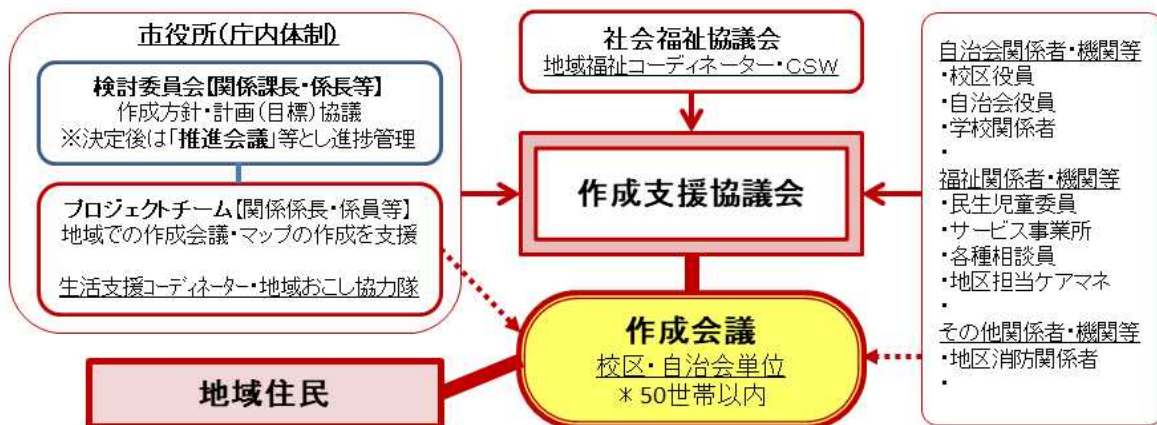 市役所(庁内体制)
検討委員会【関係課長・係長等】
作成方針・計画(目標)協議
※決定後は「推進会議」等とし進捗管理
プロジェクトチーム【関係係長・係員等】
地域での作成会議・マップの作成を支援
生活支援コーディネーター・地域おこし協力隊
社会福祉協議会
地域福祉コーディネーター・CSW
作成支援協議会
作成会議
校区・自治会単位
＊50世帯以内
地域住民
自治会関係者・機関等
・校区役員
・自治会役員
・学校関係者
・
福祉関係者・機関等
・民生児童委員
・サービス事業所
・各種相談員
・地区担当ケアマネ
・
その他関係者・機関等
・地区消防関係者
・